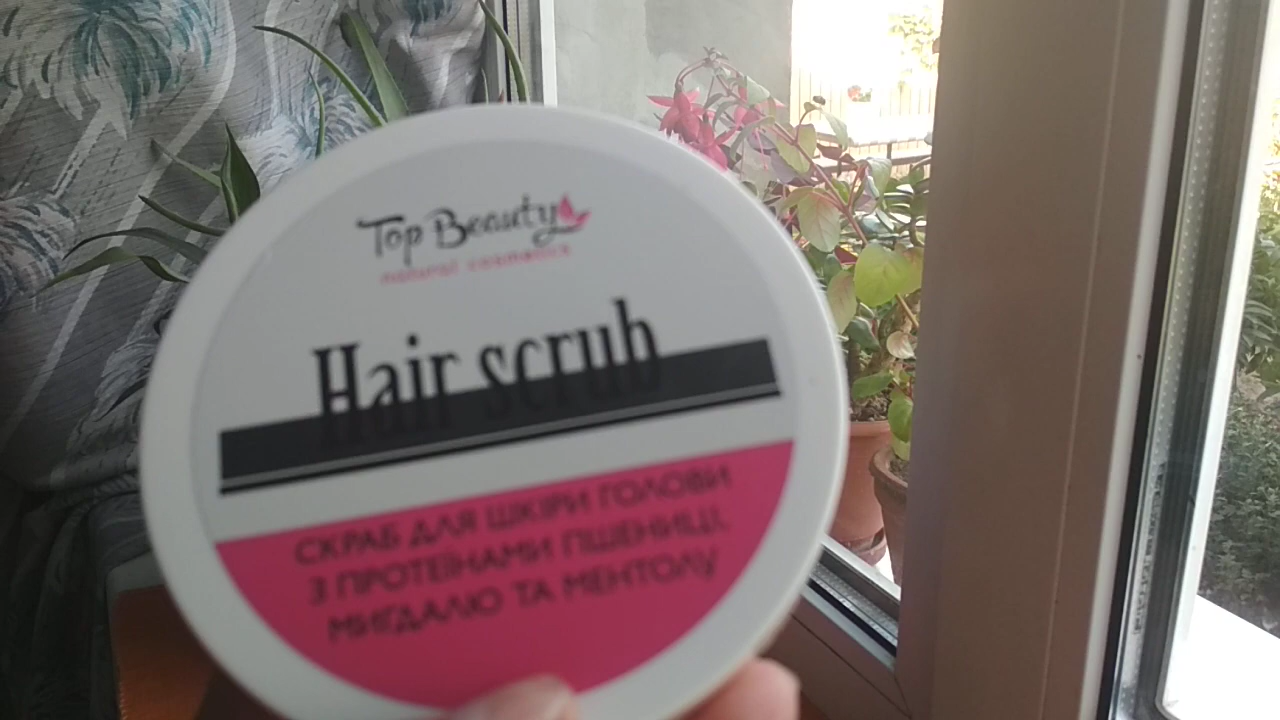 Top Beauty
natural cosmetics
Hair scrub
СКРАБ ДЛЯ ШКІРИ ГОЛОВИ
З ПРОТЕЇНАМИ ПШЕНИЦІ,
МИГДАЛЮ ТА МЕНТОЛУ